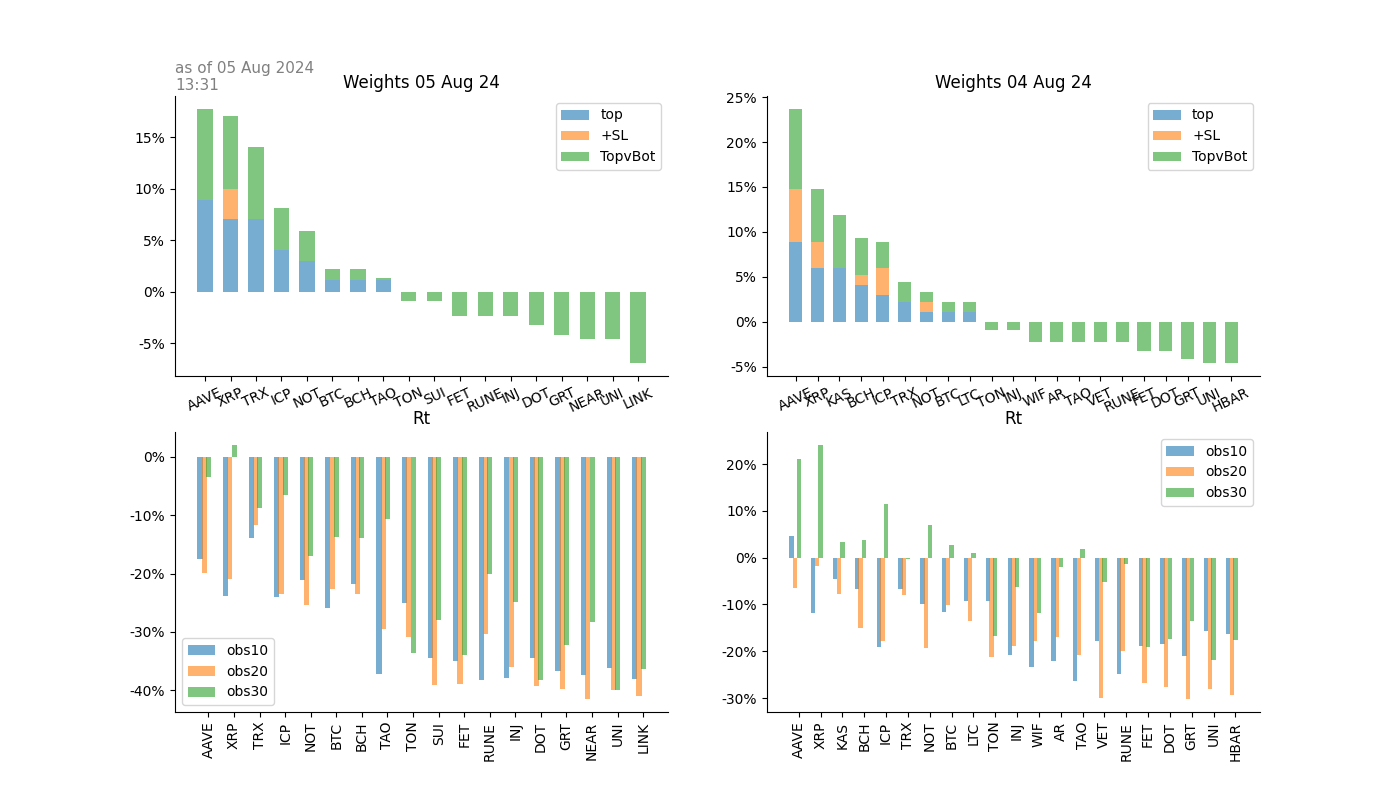 as of 05 Aug 2024
13:31
Weights 05 Aug 24
top
+SL
TopvBot
15%
10%
5%
0%
-5%
AAVE XRP TRX ICP NOT BTC BCH TAO TON SUI FET RUNE INJ DOT GRT NEAR UNI LINK
Weights 04 Aug 24
top
+SL
TopvBot
25%
20%
15%
10%
5%
0%
-5%
AAVE XRP KAS BCH ICP TRX NOT BTC LTC TON INJ WIF AR TAO VET RUNE FET DOT GRT UNI HBAR
Rt
0%
-10%
-20%
-30%
-40%
obs10
obs20
obs30
AAVE XRP TRX ICP NOT BTC BCH TAO TON SUI FET RUNE INJ DOT GRT NEAR UNI LINK
Rt
obs10
obs20
obs30
20%
10%
0%
-10%
-20%
-30%
AAVE XRP KAS BCH ICP TRX NOT BTC LTC TON INJ WIF AR TAO VET RUNE FET DOT GRT UNI HBAR